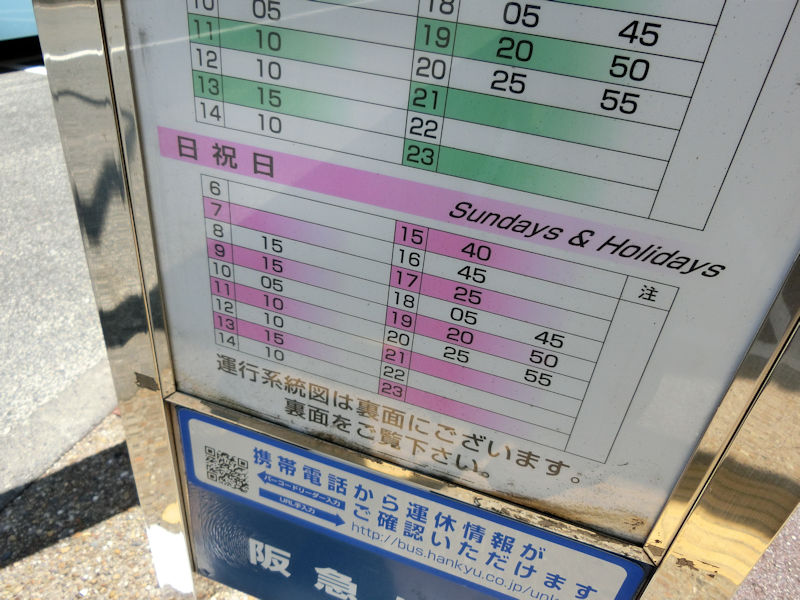 10 05
11 10
12 10
13 15
14 10
18 05 45
19 20 50
20 25 55
21
22
23
日祝日
Sundays & Holidays
6
7
8 15
9 15
10 05
11 10
12 10
13 15
14 10
15 40
16 45
17 25
18 05 45
19 20 50
20 25 55
21
22
23
注
運行系統図は裏面にございます。
裏面をご覧下さい。
携帯電話から運休情報が
ご確認いただけます
バーコードリーダー入力
URL手入力
http://bus.hankyu.co.jp/unk
阪急